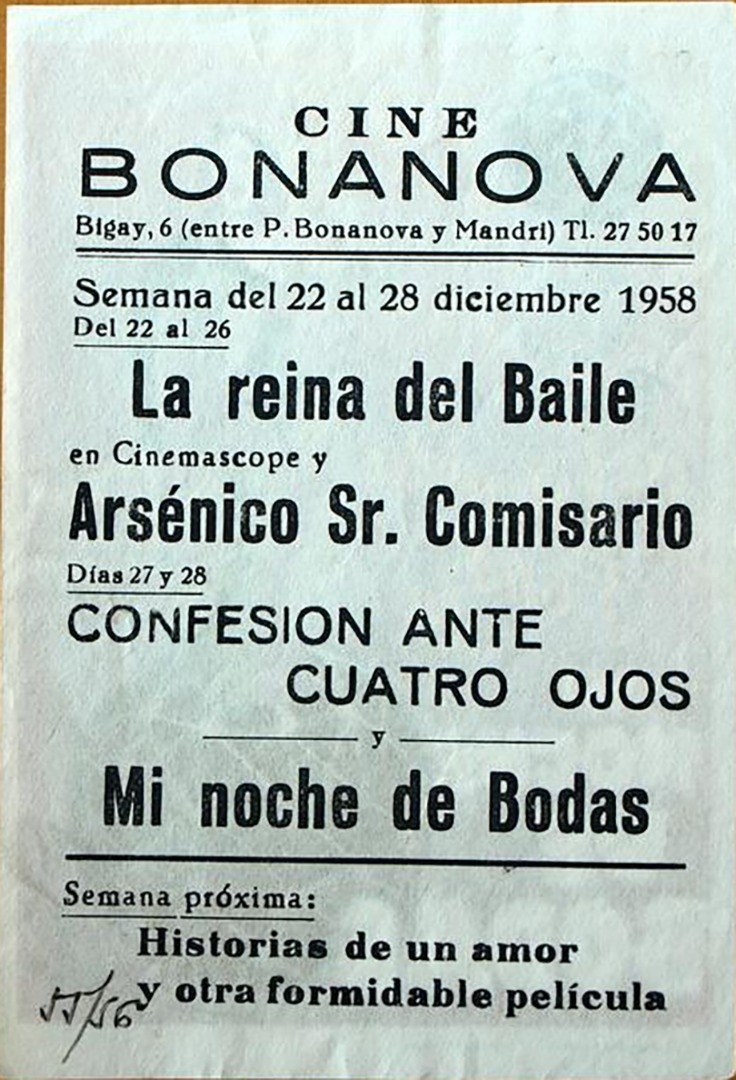 CINE
BONANOVA
Bigay, 6 (entre P. Bonanova y Mandri) Tl. 27 50 17
Semana del 22 al 28 diciembre 1958
Del 22 al 26
La reina del Baile
en Cinemascope y
Arsénico Sr. Comisario
Días 27 y 28
CONFESION ANTE
CUATRO OJOS
y
Mi noche de Bodas
Semana próxima:
Historias de un amor
y otra formidable película